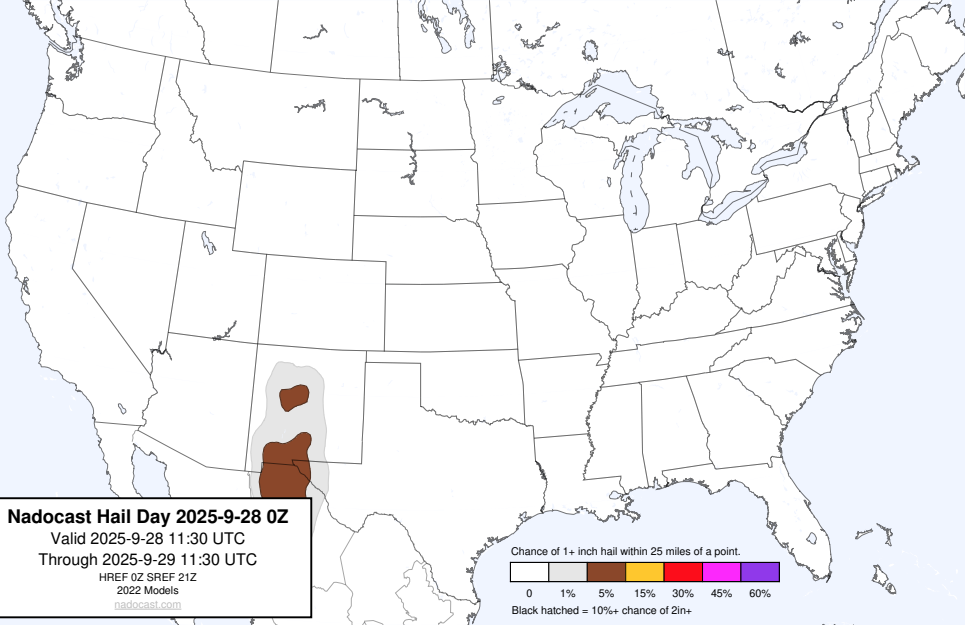 Nadocast Hail Day 2025-9-28 0Z
Valid 2025-9-28 11:30 UTC
Through 2025-9-29 11:30 UTC
HREF 0Z SREF 21Z
2022 Models
nadocast.com
Chance of 1+ inch hail within 25 miles of a point.
0 1% 5% 15% 30% 45% 60%
Black hatched = 10%+ chance of 2in+